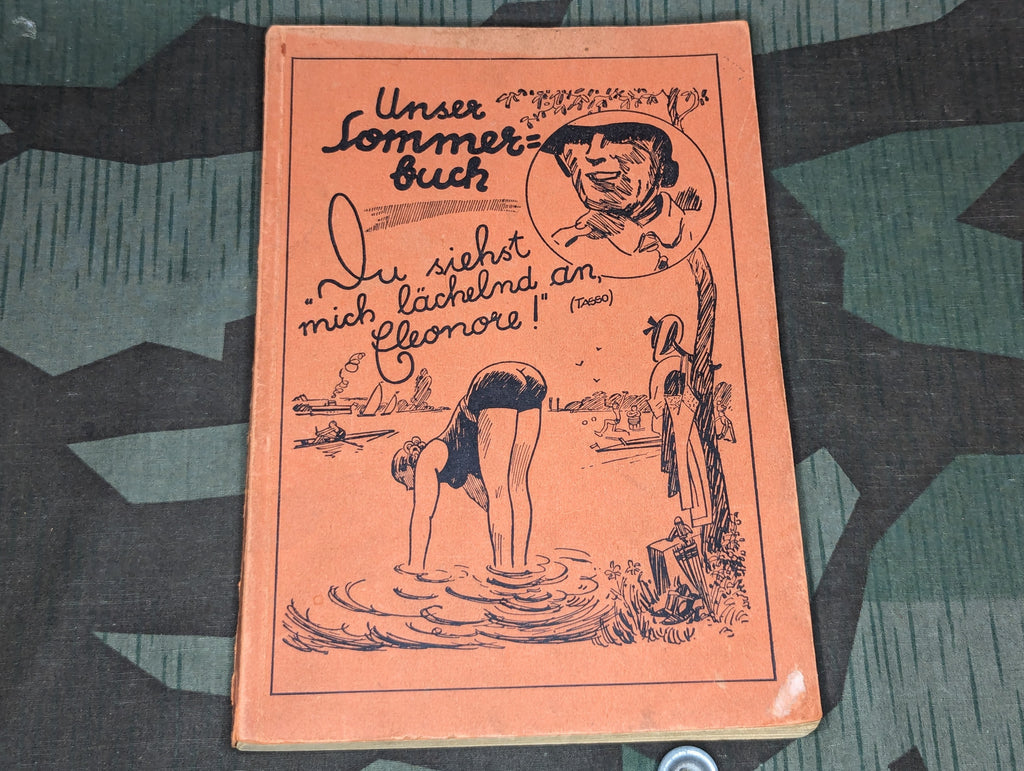 Unser
Sommer=
buch
„Du siehst
mich lächelnd an,
Eleonore!"
(TASSO)